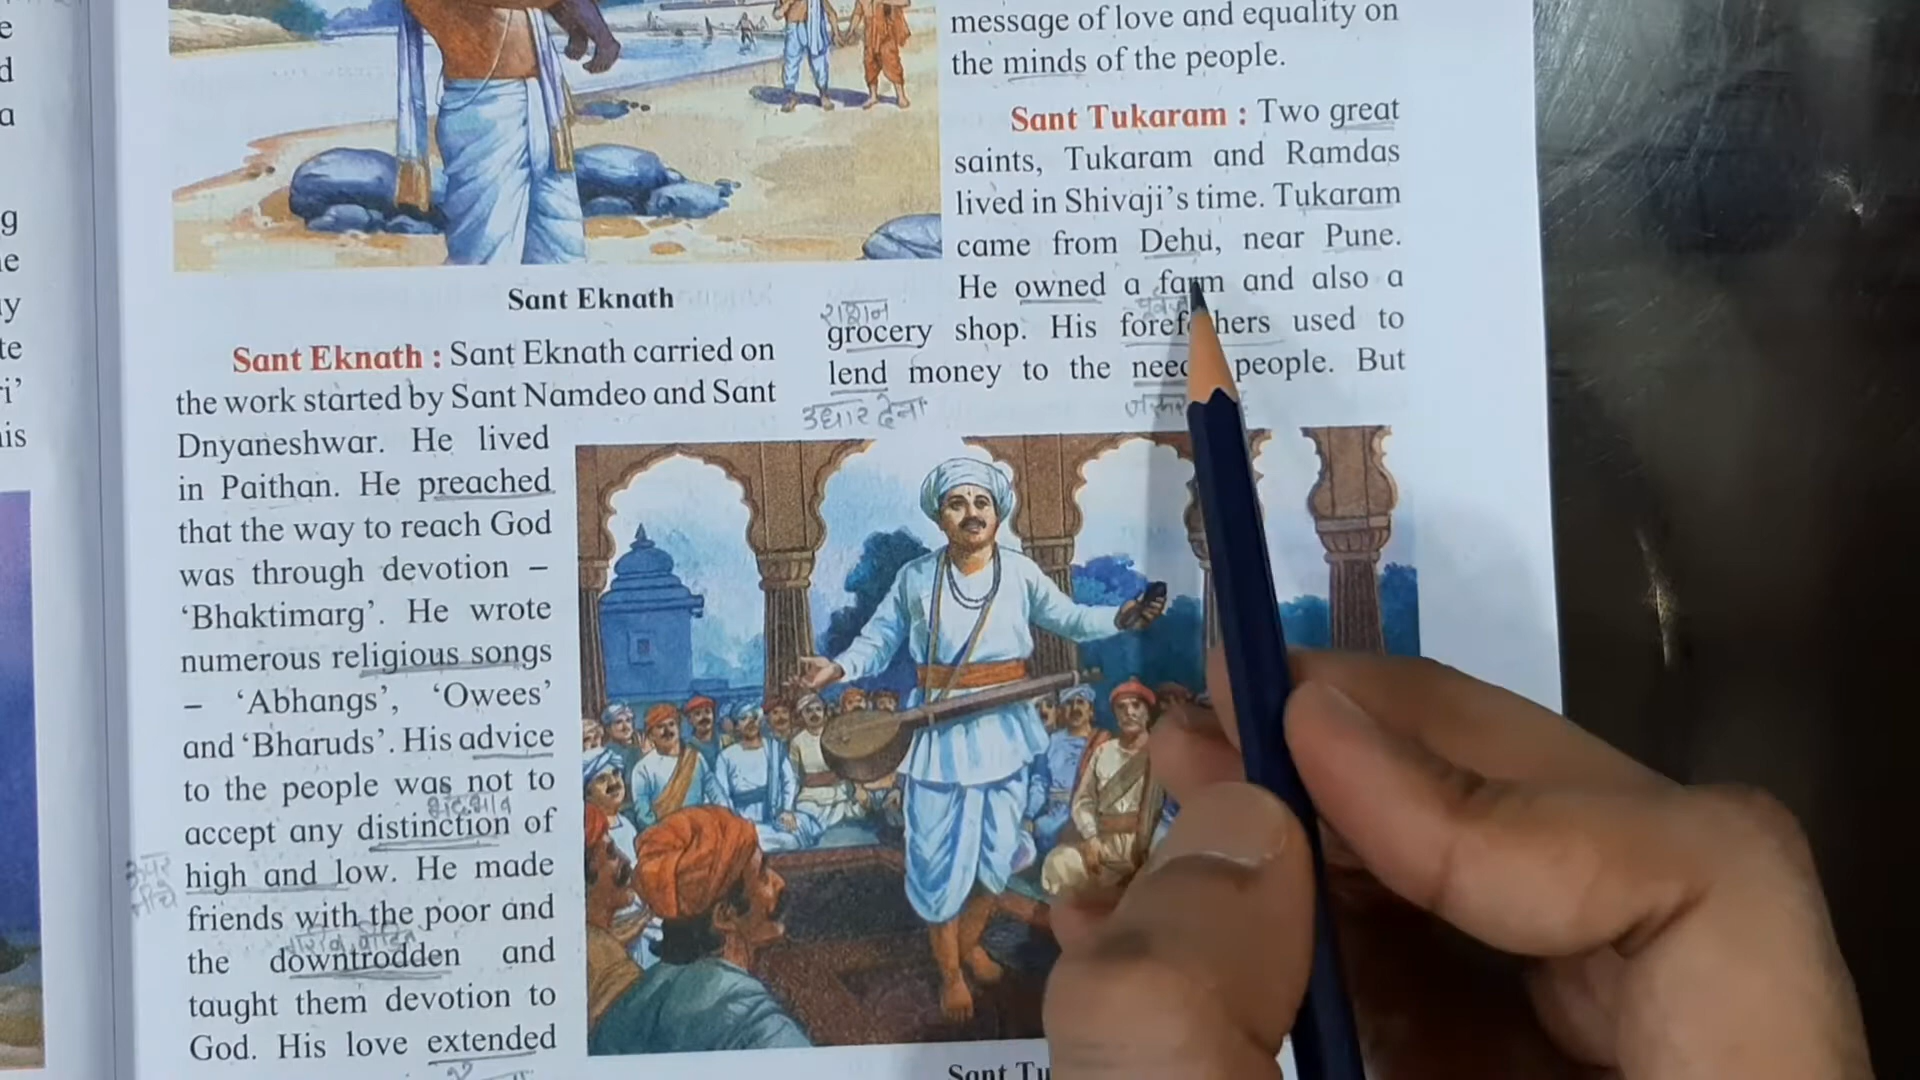 e
d
a
g
ne
y
te
i’
is
Sant Eknath
Sant Eknath : Sant Eknath carried on
the work started by Sant Namdeo and Sant
Dnyaneshwar. He lived
in Paithan. He preached
that the way to reach God
was through devotion –
‘Bhaktimarg’. He wrote
numerous religious songs
– ‘Abhangs’, ‘Owees’
and ‘Bharuds’. His advice
to the people was not to
accept any distinction of
high and low. He made
friends with the poor and
the downtrodden and
taught them devotion to
God. His love extended
message of love and equality on
the minds of the people.
Sant Tukaram : Two great
saints, Tukaram and Ramdas
lived in Shivaji’s time. Tukaram
came from Dehu, near Pune.
He owned a farm and also a
राशन
grocery shop. His used to
lend money to the people. But
उधार देना
Sant